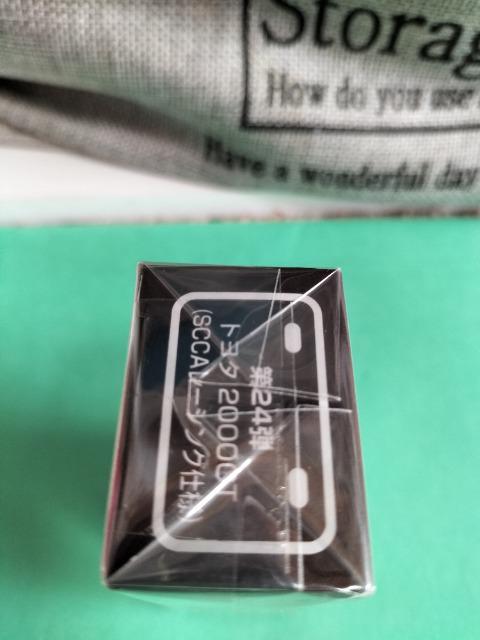 Storag
How do you use
Have a wonderful day
第24弾
トヨタ 2000GT
(SCCAレーシング仕様)